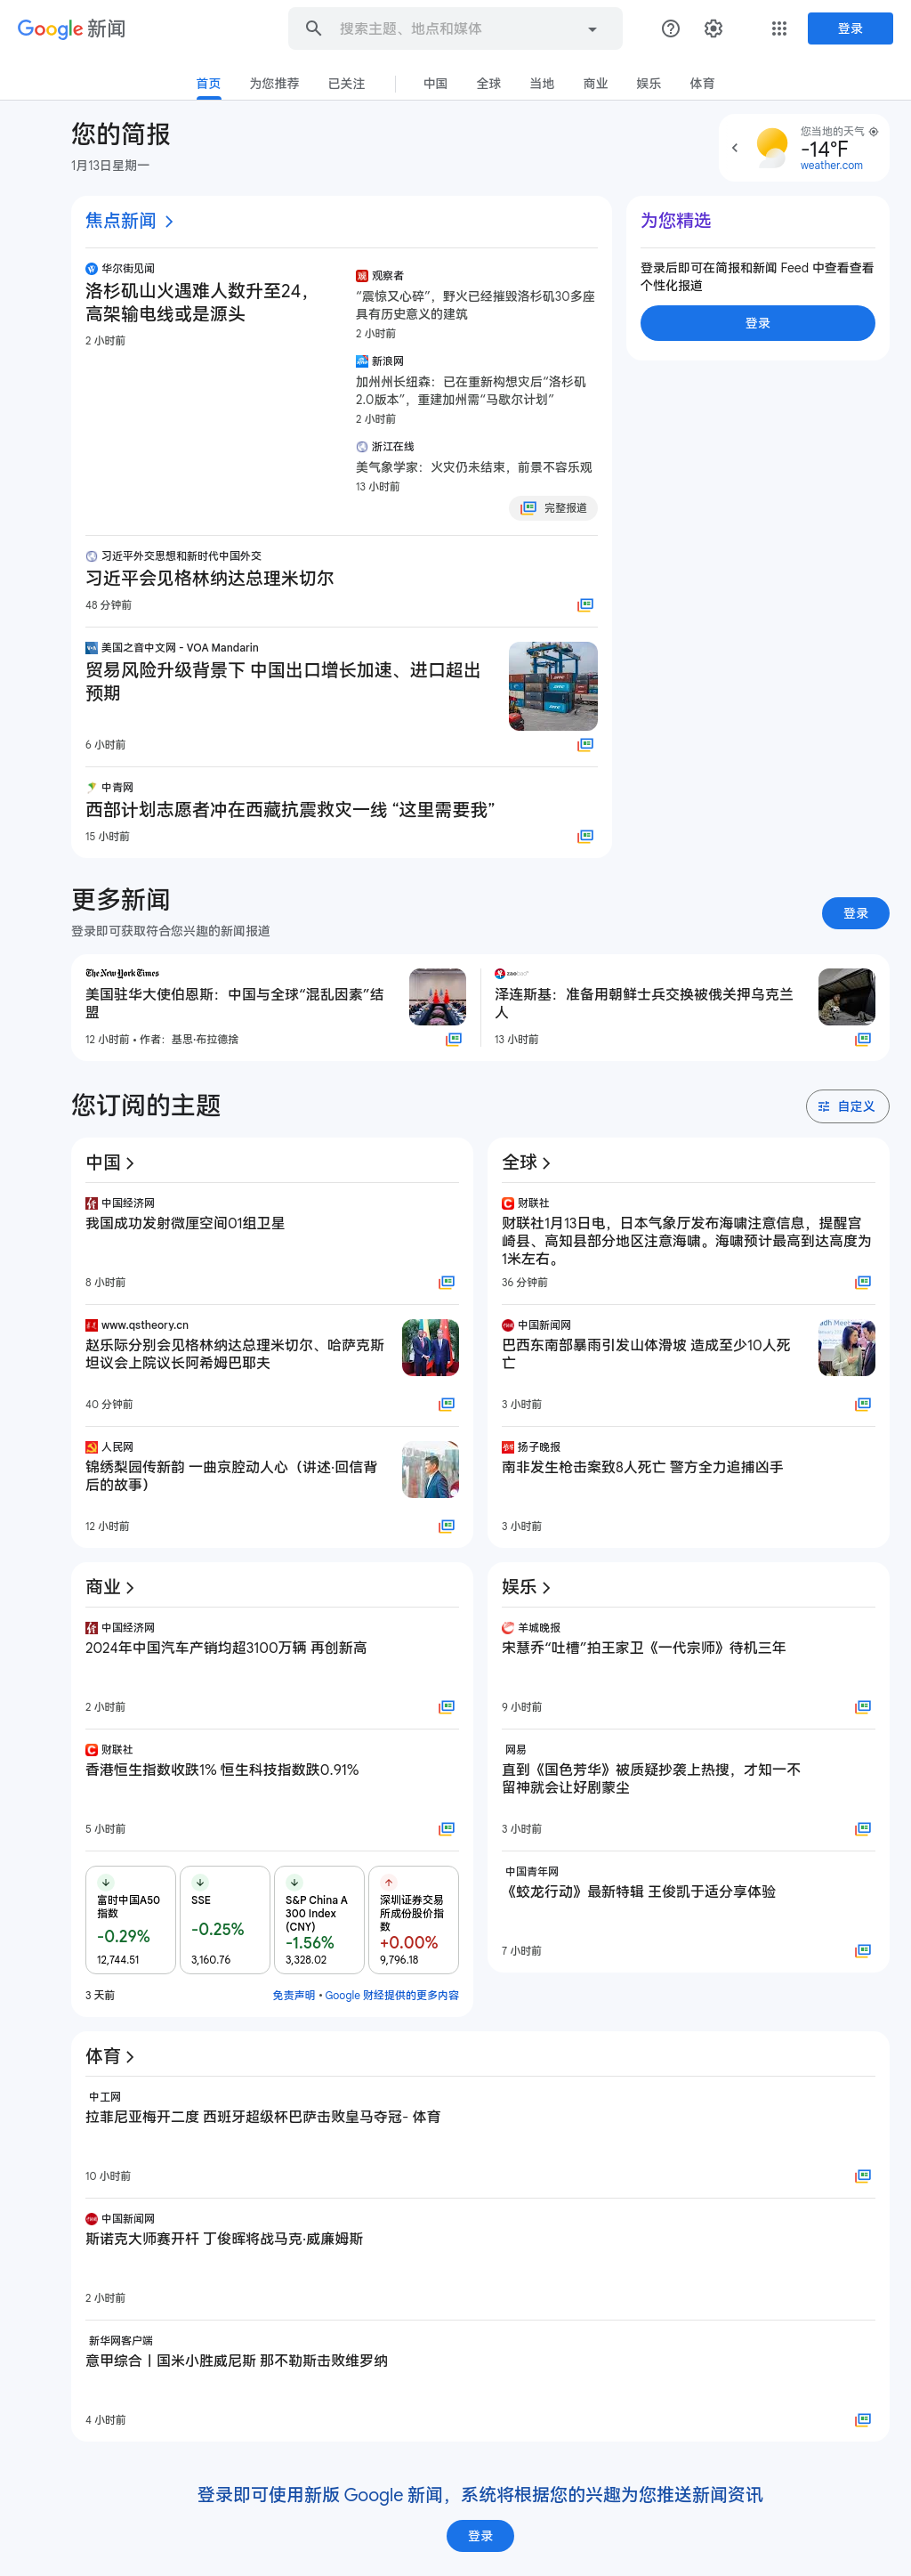 Google 新闻
搜索主题、地点和媒体
登录
首页
为您推荐
已关注
中国
全球
当地
商业
娱乐
体育
您的简报
1月13日星期一
您当地的天气
-14°F
weather.com
焦点新闻
华尔街见闻
洛杉矶山火遇难人数升至24，
高架输电线或是源头
2 小时前
观察者
“震惊又心碎”，野火已经摧毁洛杉矶30多座
具有历史意义的建筑
2 小时前
新浪网
加州州长纽森：已在重新构想灾后“洛杉矶
2.0版本”，重建加州需“马歇尔计划”
2 小时前
浙江在线
美气象学家：火灾仍未结束，前景不容乐观
13 小时前
完整报道
习近平外交思想和新时代中国外交
习近平会见格林纳达总理米切尔
48 分钟前
美国之音中文网 - VOA Mandarin
贸易风险升级背景下 中国出口增长加速、进口超出
预期
6 小时前
中青网
西部计划志愿者冲在西藏抗震救灾一线 “这里需要我”
15 小时前
为您精选
登录后即可在简报和新闻 Feed 中查看查看
个性化报道
登录
更多新闻
登录即可获取符合您兴趣的新闻报道
登录
The New York Times
美国驻华大使伯恩斯：中国与全球“混乱因素”结
盟
12 小时前 • 作者：基思·布拉德捨
zaobao
泽连斯基：准备用朝鲜士兵交换被俄关押乌克兰
人
13 小时前
您订阅的主题
自定义
中国
中国经济网
我国成功发射微厘空间01组卫星
8 小时前
www.qstheory.cn
赵乐际分别会见格林纳达总理米切尔、哈萨克斯
坦议会上院议长阿希姆巴耶夫
40 分钟前
人民网
锦绣梨园传新韵 一曲京腔动人心（讲述·回信背
后的故事）
12 小时前
全球
财联社
财联社1月13日电，日本气象厅发布海啸注意信息，提醒宫
崎县、高知县部分地区注意海啸。海啸预计最高到达高度为
1米左右。
36 分钟前
中国新闻网
巴西东南部暴雨引发山体滑坡 造成至少10人死
亡
3 小时前
扬子晚报
南非发生枪击案致8人死亡 警方全力追捕凶手
3 小时前
商业
中国经济网
2024年中国汽车产销均超3100万辆 再创新高
2 小时前
财联社
香港恒生指数收跌1% 恒生科技指数跌0.91%
5 小时前
富时中国A50
指数
-0.29%
12,744.51
SSE
-0.25%
3,160.76
S&P China A
300 Index
(CNY)
-1.56%
3,328.02
深圳证券交易
所成份股价指
数
+0.00%
9,796.18
3 天前
免责声明 • Google 财经提供的更多内容
娱乐
羊城晚报
宋慧乔“吐槽”拍王家卫《一代宗师》待机三年
9 小时前
网易
直到《国色芳华》被质疑抄袭上热搜，才知一不
留神就会让好剧蒙尘
3 小时前
中国青年网
《蛟龙行动》最新特辑 王俊凯于适分享体验
7 小时前
体育
中工网
拉菲尼亚梅开二度 西班牙超级杯巴萨击败皇马夺冠- 体育
10 小时前
中国新闻网
斯诺克大师赛开杆 丁俊晖将战马克·威廉姆斯
2 小时前
新华网客户端
意甲综合丨国米小胜威尼斯 那不勒斯击败维罗纳
4 小时前
登录即可使用新版 Google 新闻，系统将根据您的兴趣为您推送新闻资讯
登录